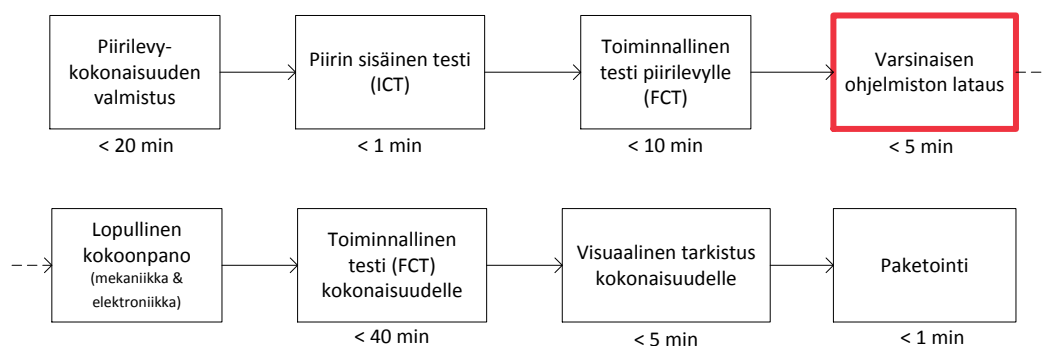 Piirilevy-
kokonaisuuden
valmistus
Piirin sisäinen testi
(ICT)
Toiminnallinen
testi piirilevylle
(FCT)
Varsinaisen
ohjelmiston lataus
< 20 min
< 1 min
< 10 min
< 5 min
Lopullinen
kokoonpano
(mekaniikka &
elektroniikka)
Toiminnallinen
testi (FCT)
kokonaisuudelle
Visuaalinen tarkistus
kokonaisuudelle
Paketointi
< 40 min
< 5 min
< 1 min